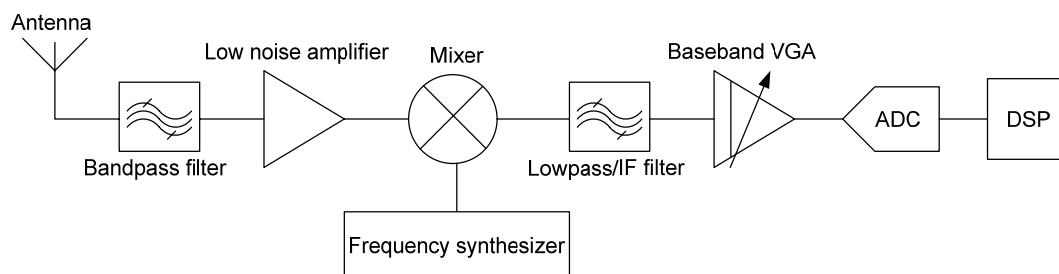 Antenna
Low noise amplifier
Mixer
Baseband VGA
ADC
DSP
Bandpass filter
Lowpass/IF filter
Frequency synthesizer